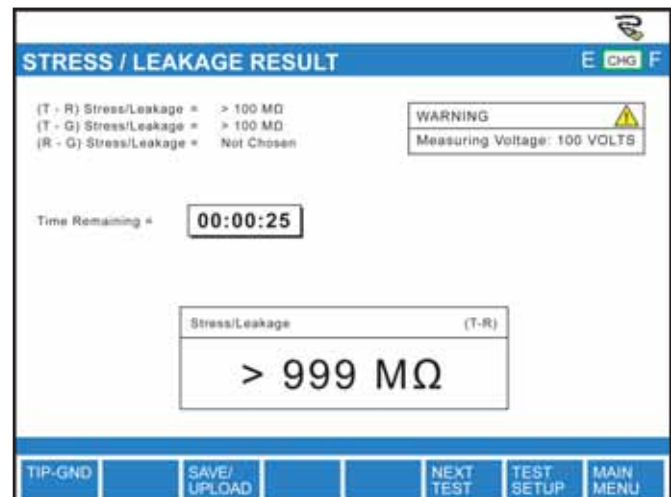 STRESS / LEAKAGE RESULT
E CHG F
(T - R) Stress/Leakage = > 100 MΩ
(T - G) Stress/Leakage = > 100 MΩ
(R - G) Stress/Leakage = Not Chosen
WARNING
Measuring Voltage: 100 VOLTS
Time Remaining = 00:00:25
Stress/Leakage (T-R)
> 999 MΩ
TIP-GND
SAVE/
UPLOAD
NEXT
TEST
TEST
SETUP
MAIN
MENU